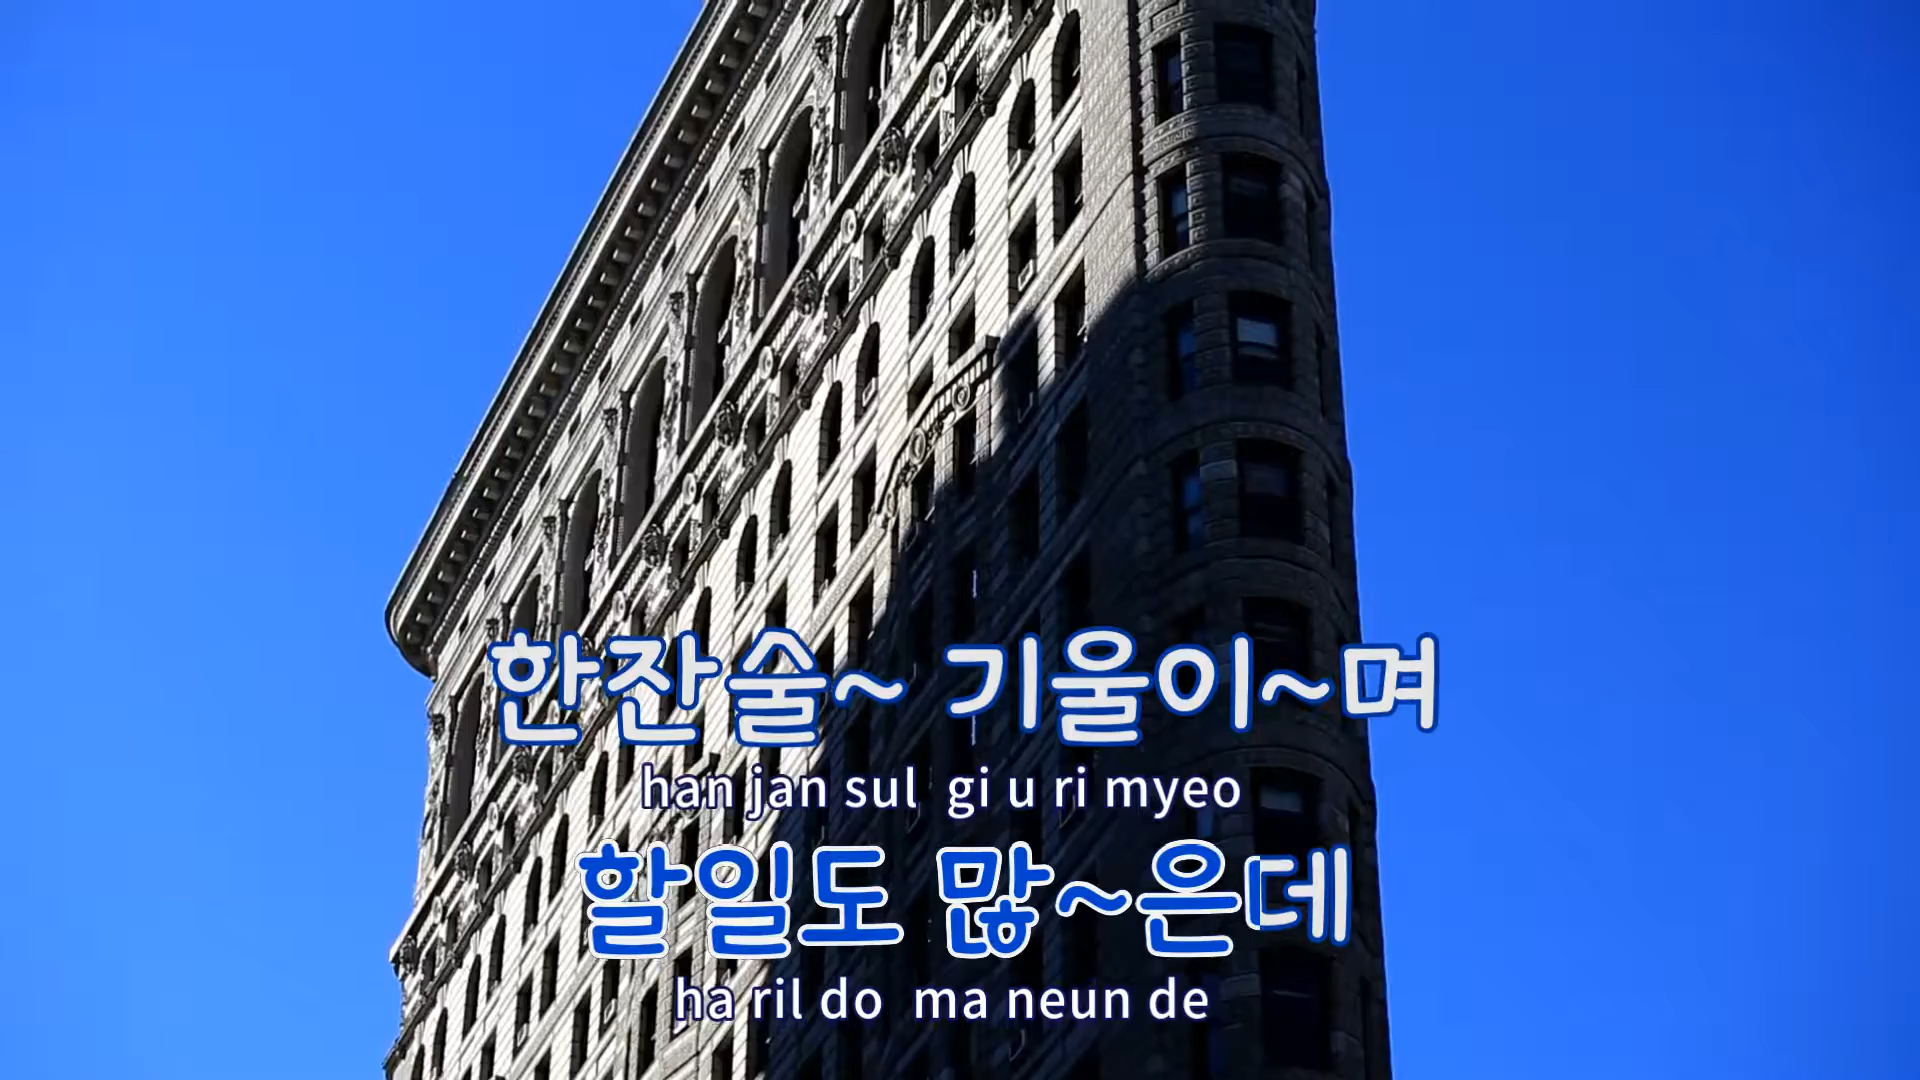 한잔술~ 기울이~며
han jan sul gi u ri myeo
할일도 많~은데
ha ril do ma neun de